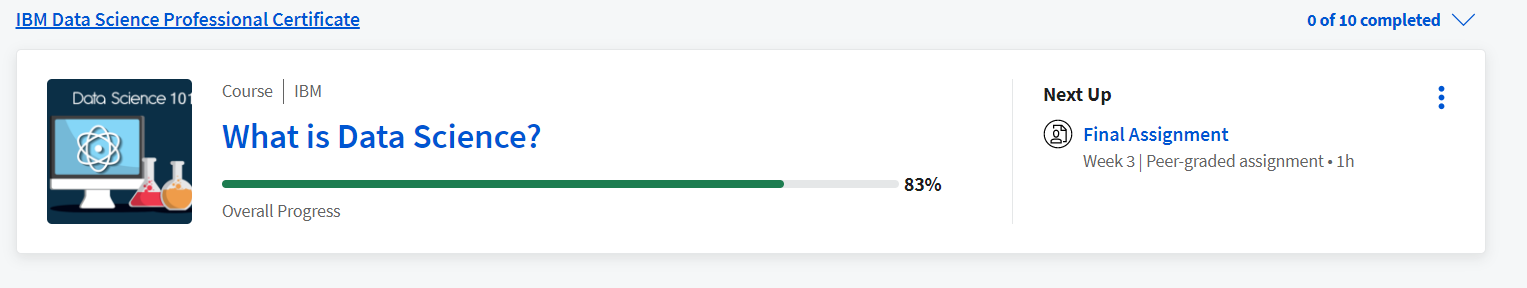 IBM Data Science Professional Certificate
0 of 10 completed
Data Science 101
Course | IBM
What is Data Science?
83%
Overall Progress
Next Up
Final Assignment
Week 3 | Peer-graded assignment • 1h